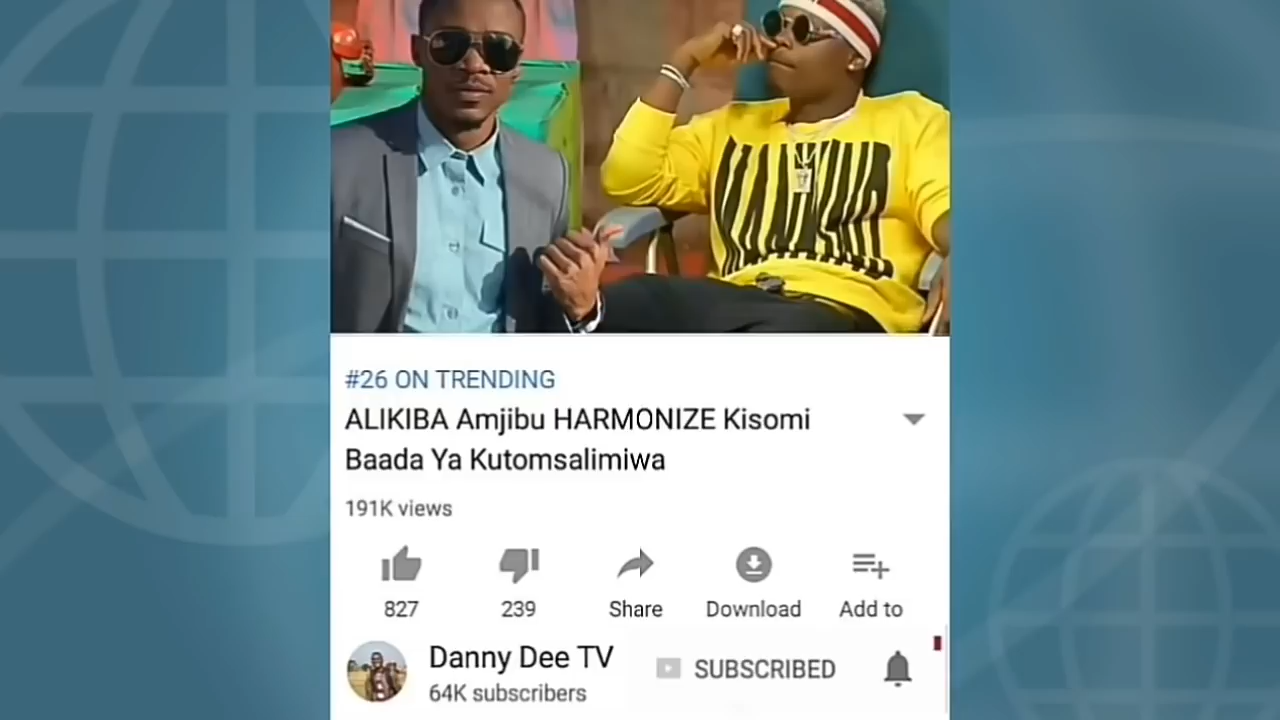 #26 ON TRENDING
ALIKIBA Amjibu HARMONIZE Kisomi
Baada Ya Kutomsalimiwa
191K views
827
239
Share
Download
Add to
Danny Dee TV
SUBSCRIBED
64K subscribers